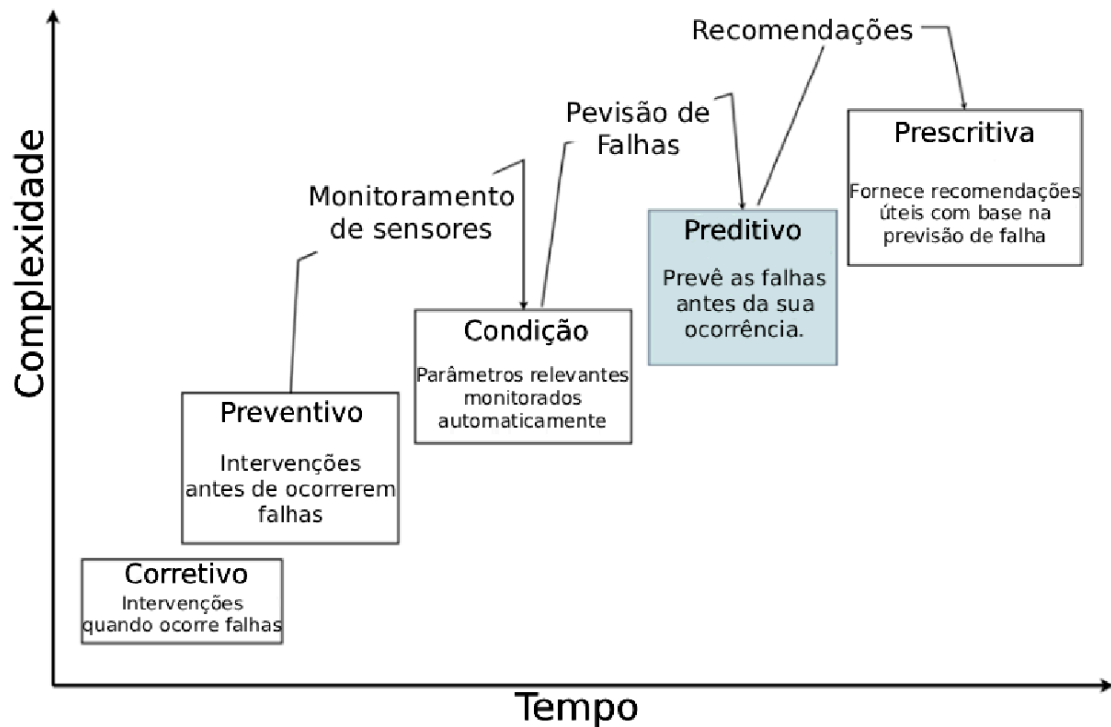 Complexidade
Recomendações
Prescritiva
Fornece recomendações
úteis com base na
previsão de falha
Pevisão de
Falhas
Preditivo
Prevê as falhas
antes da sua
ocorrência.
Monitoramento
de sensores
Condição
Parâmetros relevantes
monitorados
automaticamente
Preventivo
Intervenções
antes de ocorrerem
falhas
Corretivo
Intervenções
quando ocorre falhas
Tempo